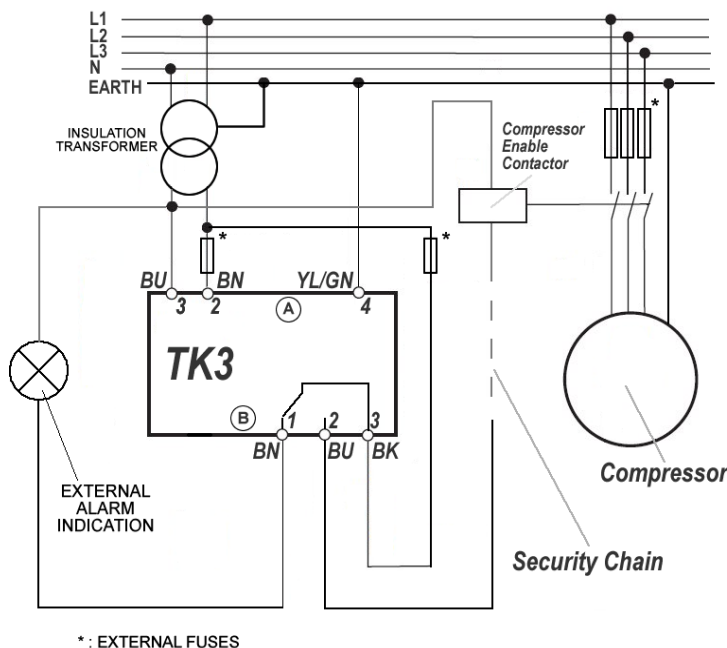 L1
L2
L3
N
EARTH
*
INSULATION
TRANSFORMER
Compressor
Enable
Contactor
*
*
BU
BN
YL/GN
3
2
A
4
TK3
B
1
2
3
BN
BU
BK
EXTERNAL
ALARM
INDICATION
Compressor
Security Chain
* : EXTERNAL FUSES